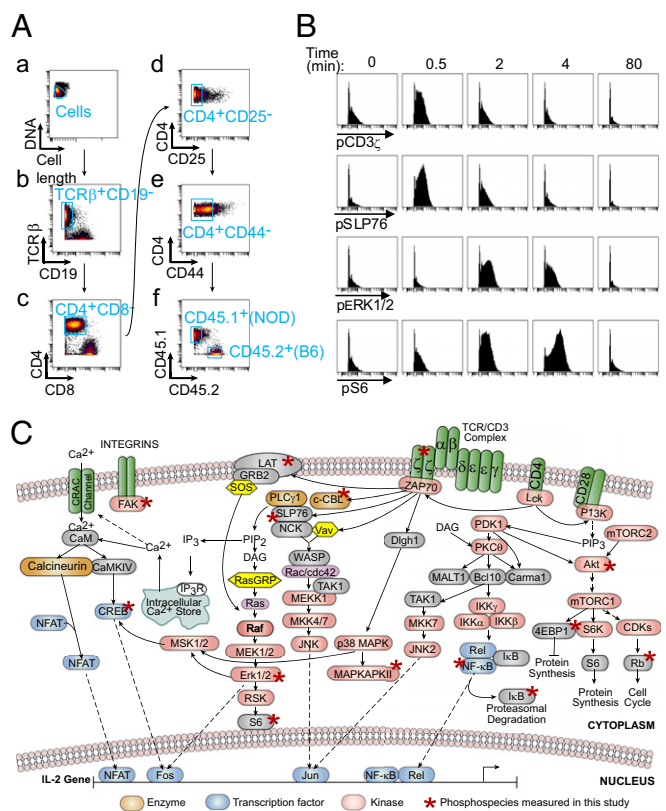 A
a
DNA
Cells
Cell
length
b
TCRβ
TCRβ+CD19-
CD19
c
CD4
CD4+CD8-
CD8
d
CD4
CD4+CD25-
CD25
e
CD4
CD4+CD44-
CD44
f
CD45.1
CD45.1+(NOD)
CD45.2+(B6)
CD45.2
B
Time
(min): 0 0.5 2 4 80
pCD3ζ
pSLP76
pERK1/2
pS6
C
Ca2+
INTEGRINS
CRAC
Channel
FAK
Ca2+
CaM
Calcineurin
CaMKIV
Ca2+
IP3
IP3R
Intracellular
Ca2+ Store
CREB
NFAT
NFAT
LAT
GRB2
SOS
PLCγ1
c-CBL
SLP76
NCK
Vav
PIP2
DAG
RasGRP
Ras
Raf
MEK1/2
Erk1/2
RSK
S6
MSK1/2
WASP
Rac/cdc42
TAK1
MEKK1
MKK4/7
JNK
p38 MAPK
MAPKAPKII
Dlgh1
TCR/CD3
Complex
ζ ζ α β δ ε ε γ
ZAP70
CD4
Lck
CD28
P13K
DAG
PDK1
PKCθ
PIP3
mTORC2
MALT1
Bcl10
Carma1
Akt
TAK1
MKK7
JNK2
IKKγ
IKKα
IKKβ
Rel
NF-κB
IκB
IκB
Proteasomal
Degradation
mTORC1
4EBP1
S6K
CDKs
Protein
Synthesis
S6
Protein
Synthesis
Rb
Cell
Cycle
CYTOPLASM
NUCLEUS
IL-2 Gene
NFAT
Fos
Jun
NF-κB
Rel
Enzyme
Transcription factor
Kinase
Phosphospecies measured in this study